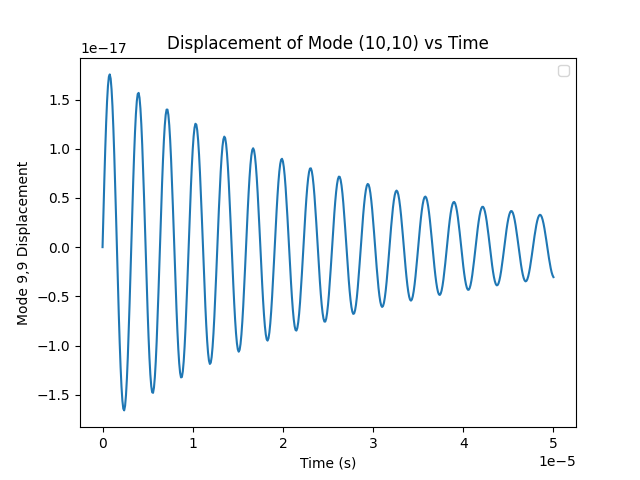 Displacement of Mode (10,10) vs Time
1e−17
1.5
1.0
0.5
0.0
−0.5
−1.0
−1.5
Mode 9,9 Displacement
0 1 2 3 4 5
1e−5
Time (s)